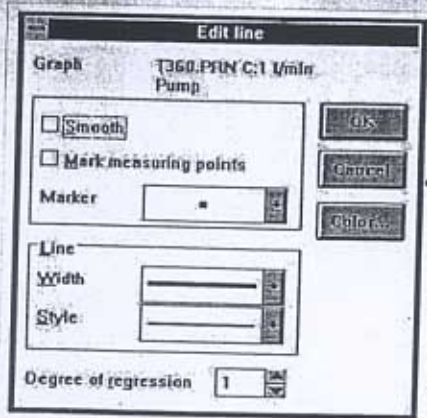 Edit line
Graph T360.PRN C:1 l/min
Pump
Smooth
Mark measuring points
Marker
OK
Cancel
Color...
Line
Width
Style
Degree of regression 1